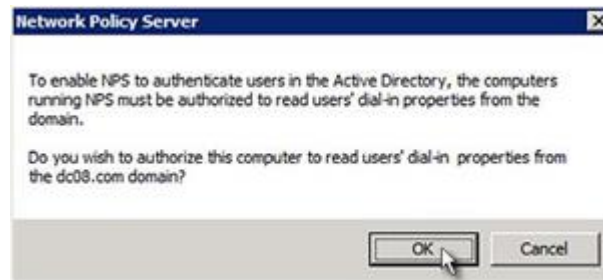 Network Policy Server
To enable NPS to authenticate users in the Active Directory, the computers
running NPS must be authorized to read users' dial-in properties from the
domain.
Do you wish to authorize this computer to read users' dial-in properties from
the dc08.com domain?
OK
Cancel